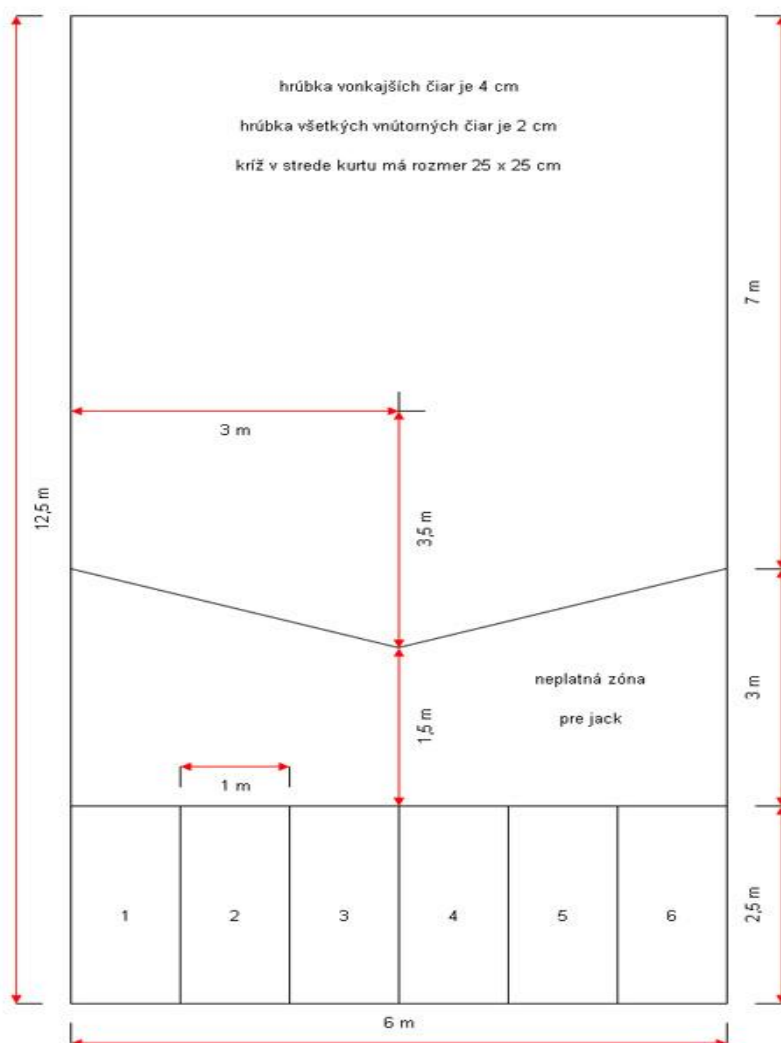 hrúbka vonkajších čiar je 4 cm
hrúbka všetkých vnútorných čiar je 2 cm
kríž v strede kurtu má rozmer 25 x 25 cm
7 m
3 m
12,5 m
3,5 m
neplatná zóna
pre jack
3 m
1,5 m
1 m
1
2
3
4
5
6
2,5 m
6 m